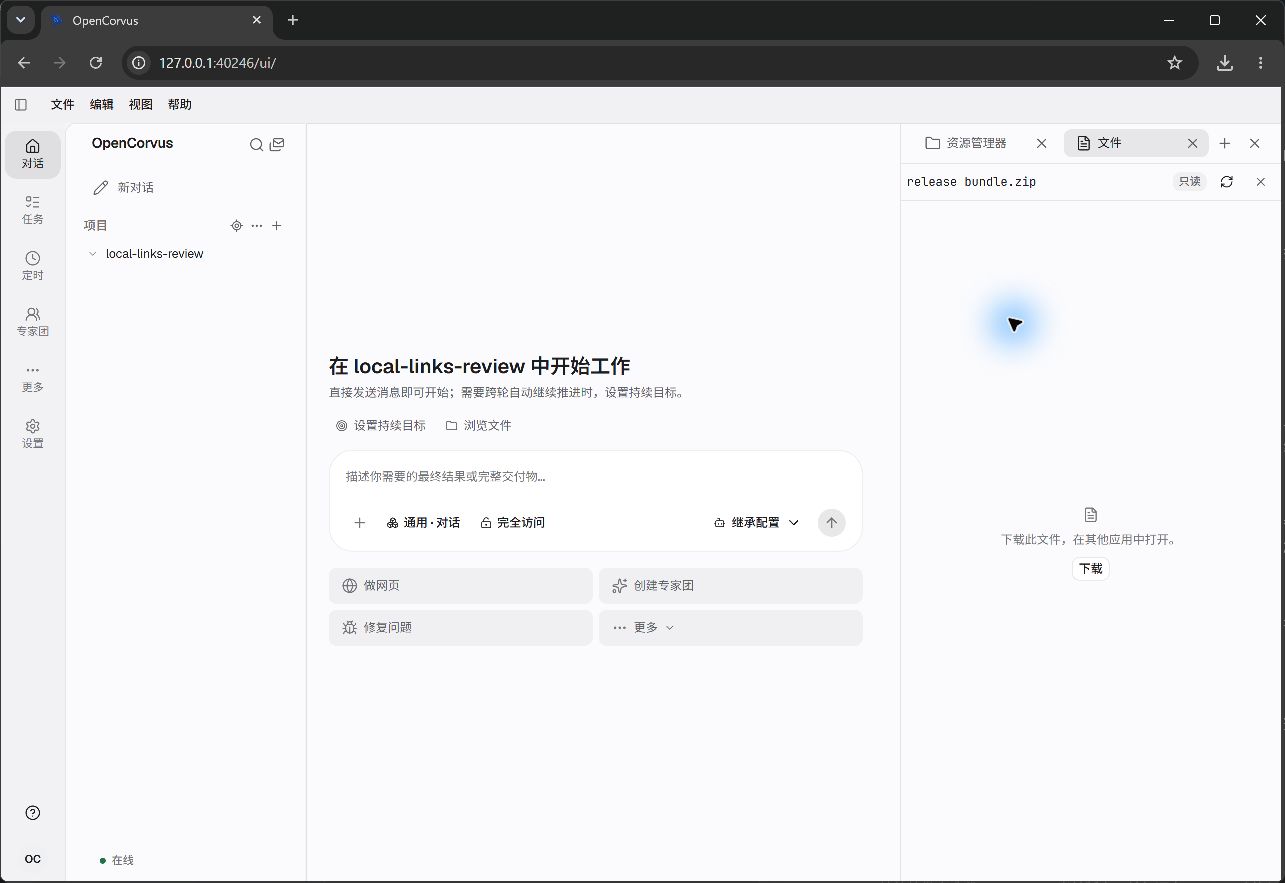 OpenCorvus
127.0.0.1:40246/ui/
文件 编辑 视图 帮助
对话
任务
定时
专家团
更多
设置
OC
OpenCorvus
新对话
项目
local-links-review
在线
在 local-links-review 中开始工作
直接发送消息即可开始；需要跨轮自动继续推进时，设置持续目标。
设置持续目标 浏览文件
描述你需要的最终结果或完整交付物...
通用 · 对话 完全访问 继承配置
做网页 创建专家团
修复问题 更多
资源管理器 文件
release bundle.zip 只读
下载此文件，在其他应用中打开。
下载